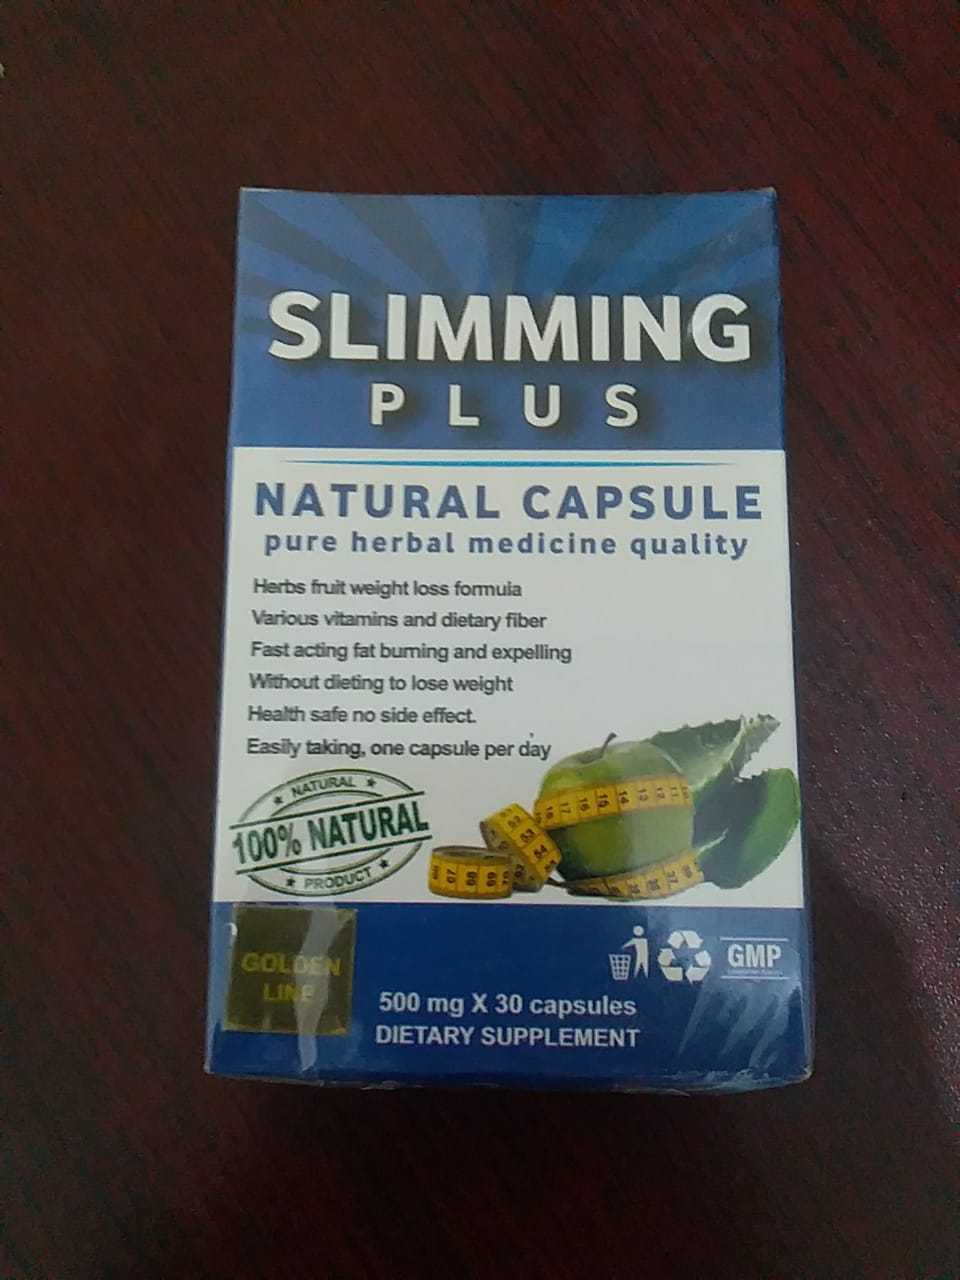 SLIMMING
PLUS
NATURAL CAPSULE
pure herbal medicine quality
Herbs fruit weight loss formula
Various vitamins and dietary fiber
Fast acting fat burning and expelling
Without dieting to lose weight
Health safe no side effect.
Easily taking, one capsule per day
NATURAL
100% NATURAL
PRODUCT
GOLDEN
LINE
GMP
500 mg X 30 capsules
DIETARY SUPPLEMENT